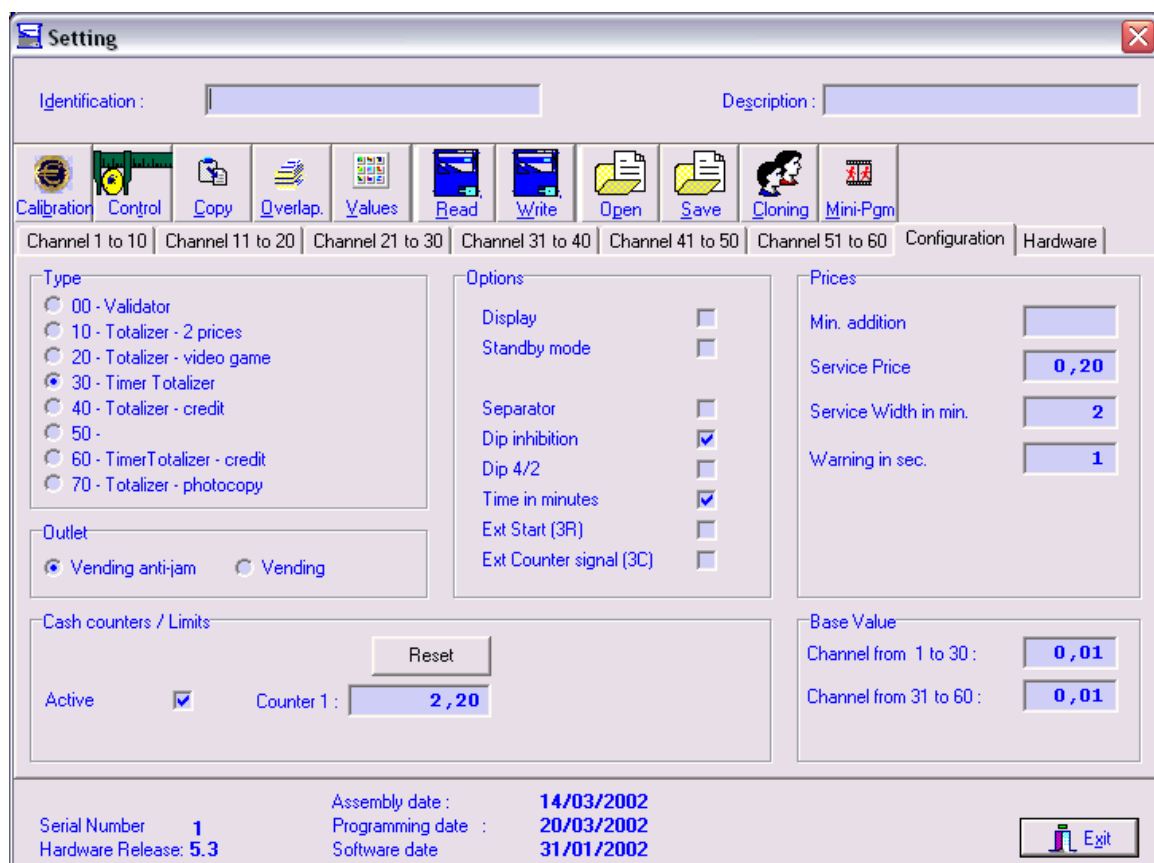 Setting
Identification :
Description :
Calibration Control Copy Overlap. Values Read Write Open Save Cloning Mini-Pgm
Channel 1 to 10 Channel 11 to 20 Channel 21 to 30 Channel 31 to 40 Channel 41 to 50 Channel 51 to 60 Configuration Hardware
Type
00 - Validator
10 - Totalizer - 2 prices
20 - Totalizer - video game
30 - Timer Totalizer
40 - Totalizer - credit
50 -
60 - TimerTotalizer - credit
70 - Totalizer - photocopy
Outlet
Vending anti-jam Vending
Options
Display
Standby mode
Separator
Dip inhibition
Dip 4/2
Time in minutes
Ext Start (3R)
Ext Counter signal (3C)
Prices
Min. addition
Service Price 0,20
Service Width in min. 2
Warning in sec. 1
Cash counters / Limits
Reset
Active Counter 1 : 2,20
Base Value
Channel from 1 to 30 : 0,01
Channel from 31 to 60 : 0,01
Serial Number 1
Hardware Release: 5.3
Assembly date : 14/03/2002
Programming date : 20/03/2002
Software date 31/01/2002
Exit